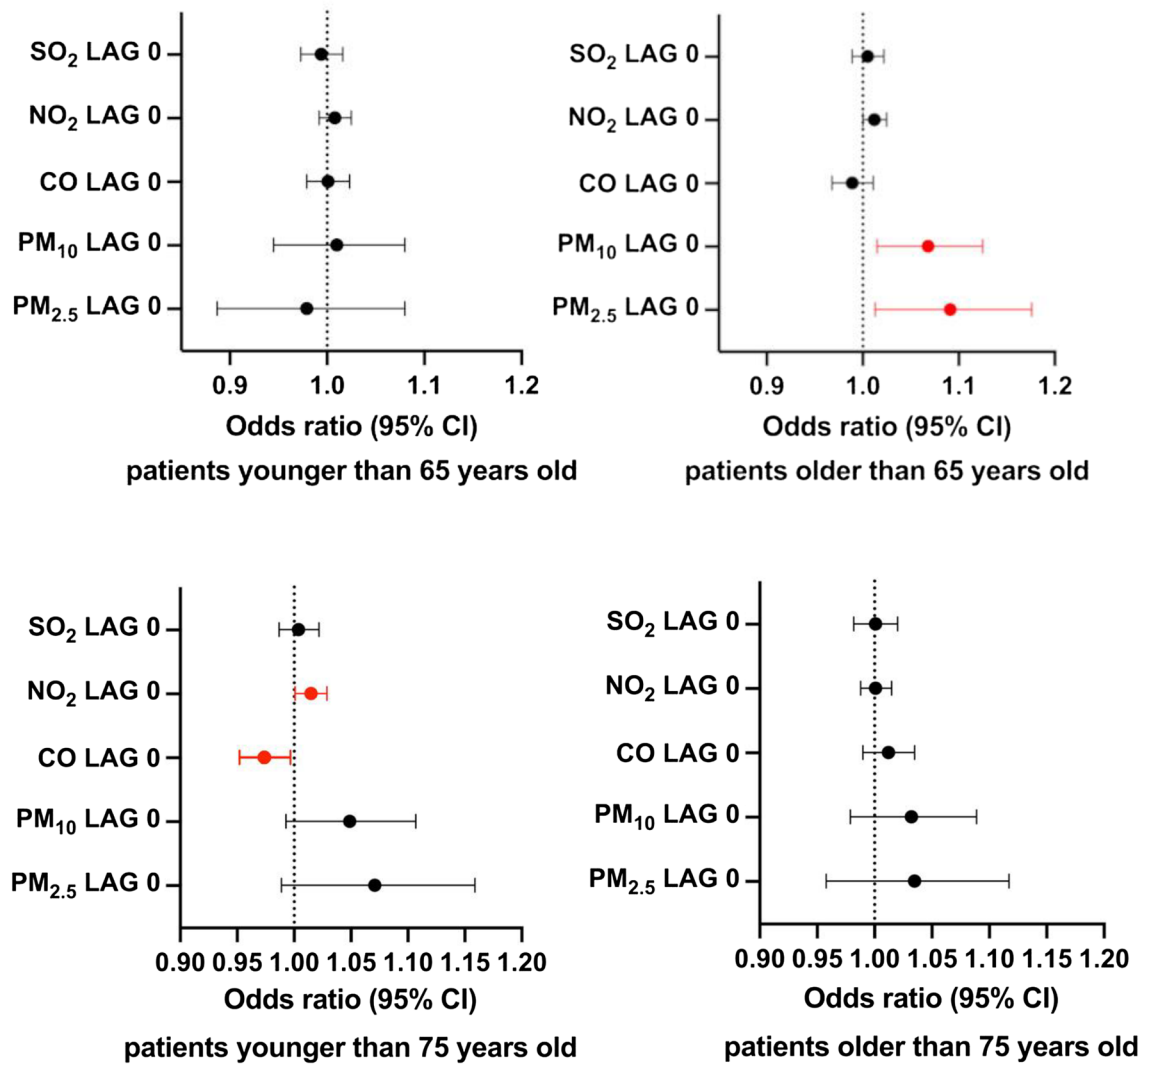 SO₂ LAG 0
NO₂ LAG 0
CO LAG 0
PM₁₀ LAG 0
PM₂.₅ LAG 0
0.9 1.0 1.1 1.2
Odds ratio (95% CI)
patients younger than 65 years old
SO₂ LAG 0
NO₂ LAG 0
CO LAG 0
PM₁₀ LAG 0
PM₂.₅ LAG 0
0.9 1.0 1.1 1.2
Odds ratio (95% CI)
patients older than 65 years old
SO₂ LAG 0
NO₂ LAG 0
CO LAG 0
PM₁₀ LAG 0
PM₂.₅ LAG 0
0.90 0.95 1.00 1.05 1.10 1.15 1.20
Odds ratio (95% CI)
patients younger than 75 years old
SO₂ LAG 0
NO₂ LAG 0
CO LAG 0
PM₁₀ LAG 0
PM₂.₅ LAG 0
0.90 0.95 1.00 1.05 1.10 1.15 1.20
Odds ratio (95% CI)
patients older than 75 years old